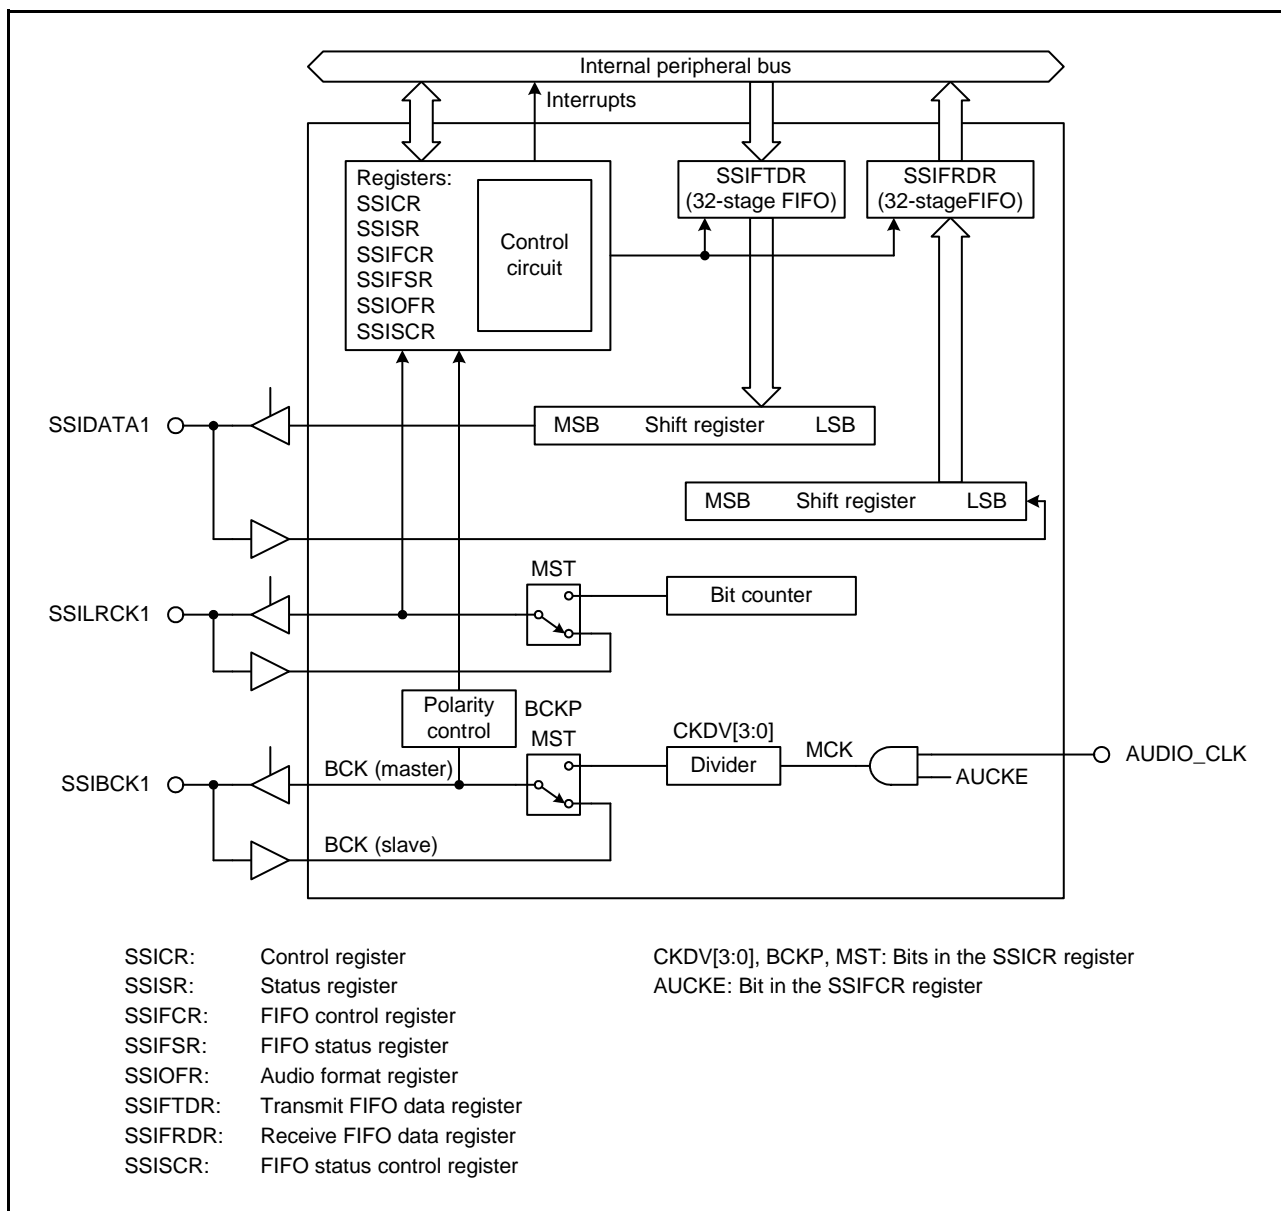 Internal peripheral bus
Interrupts
Registers:
SSICR
SSISR
SSIFCR
SSIFSR
SSIOFR
SSISCR
Control
circuit
SSIFTDR
(32-stage FIFO)
SSIFRDR
(32-stageFIFO)
SSIDATA1
MSB Shift register LSB
MSB Shift register LSB
MST
SSILRCK1
Bit counter
Polarity
control
BCKP
MST
CKDV[3:0]
Divider
MCK
AUCKE
AUDIO_CLK
SSIBCK1
BCK (master)
BCK (slave)
SSICR: Control register
SSISR: Status register
SSIFCR: FIFO control register
SSIFSR: FIFO status register
SSIOFR: Audio format register
SSIFTDR: Transmit FIFO data register
SSIFRDR: Receive FIFO data register
SSISCR: FIFO status control register
CKDV[3:0], BCKP, MST: Bits in the SSICR register
AUCKE: Bit in the SSIFCR register